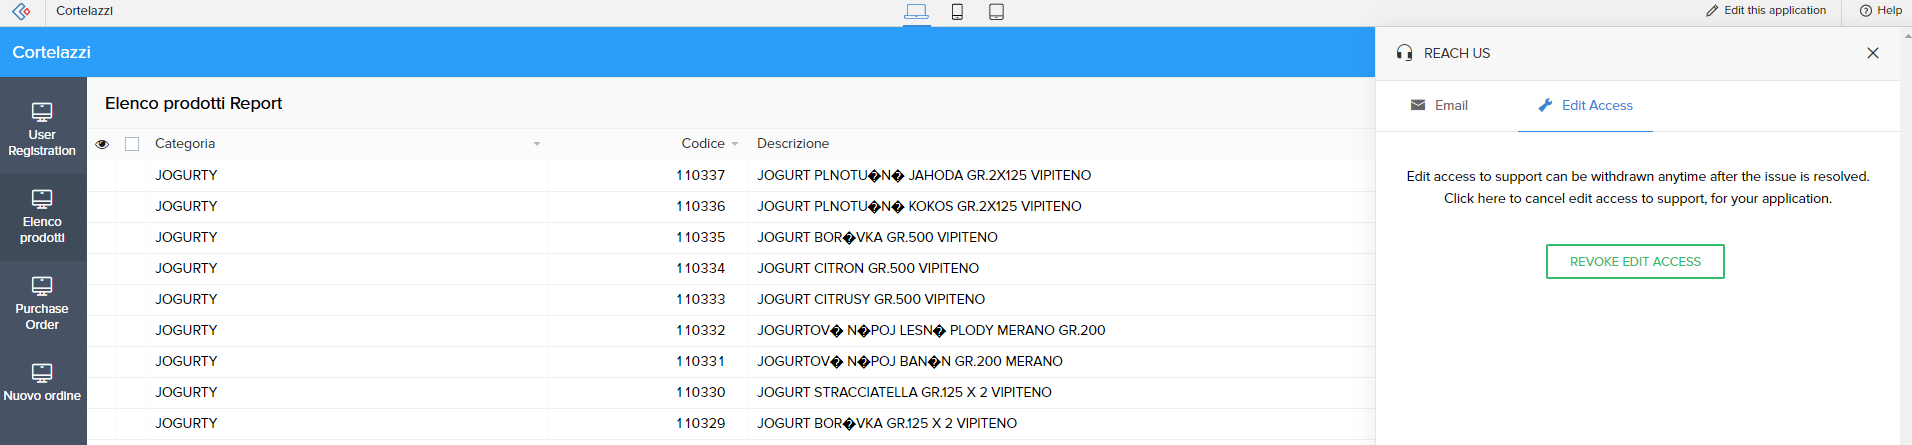 Cortelazzi
Edit this application
Help
Cortelazzi
User
Registration
Elenco
prodotti
Purchase
Order
Nuovo ordine
Elenco prodotti Report
Categoria Codice Descrizione
JOGURTY 110337 JOGURT PLNOTU�N� JAHODA GR.2X125 VIPITENO
JOGURTY 110336 JOGURT PLNOTU�N� KOKOS GR.2X125 VIPITENO
JOGURTY 110335 JOGURT BOR�VKA GR.500 VIPITENO
JOGURTY 110334 JOGURT CITRON GR.500 VIPITENO
JOGURTY 110333 JOGURT CITRUSY GR.500 VIPITENO
JOGURTY 110332 JOGURTOV� N�POJ LESN� PLODY MERANO GR.200
JOGURTY 110331 JOGURTOV� N�POJ BAN�N GR.200 MERANO
JOGURTY 110330 JOGURT STRACCIATELLA GR.125 X 2 VIPITENO
JOGURTY 110329 JOGURT BOR�VKA GR.125 X 2 VIPITENO
REACH US
Email
Edit Access
Edit access to support can be withdrawn anytime after the issue is resolved.
Click here to cancel edit access to support, for your application.
REVOKE EDIT ACCESS